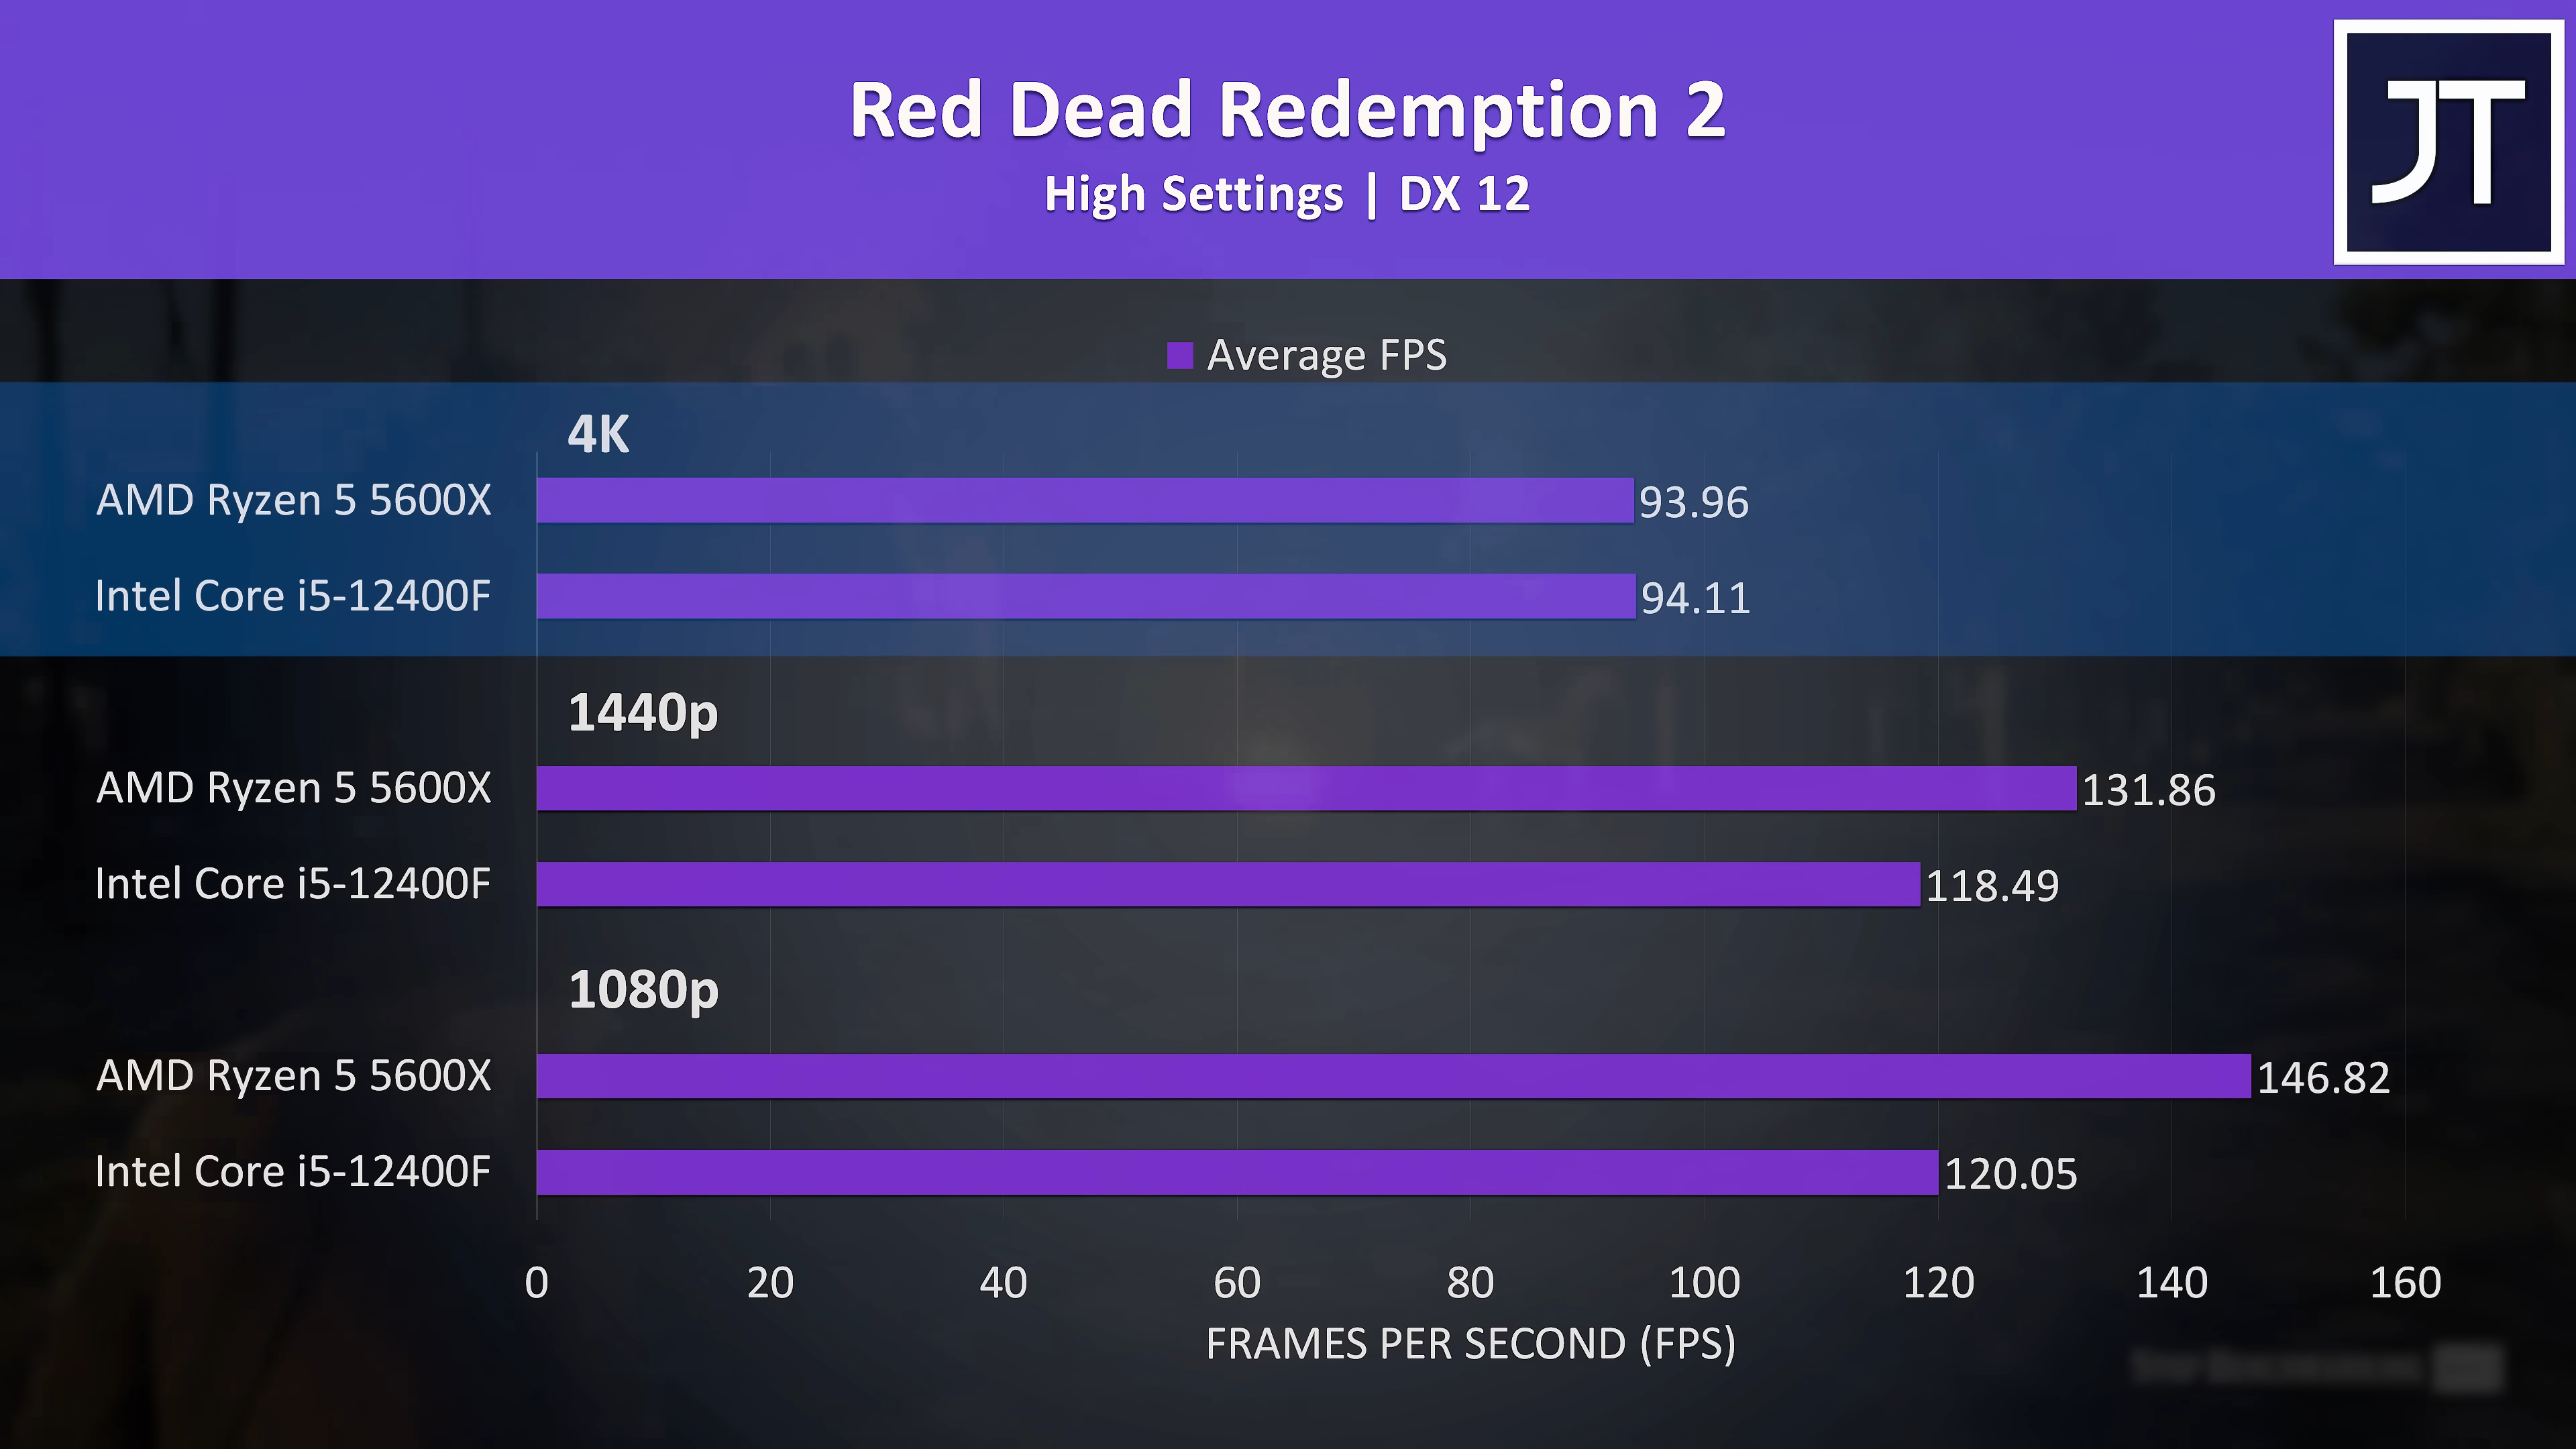 Red Dead Redemption 2
High Settings | DX 12
JT
Average FPS
4K
AMD Ryzen 5 5600X 93.96
Intel Core i5-12400F 94.11
1440p
AMD Ryzen 5 5600X 131.86
Intel Core i5-12400F 118.49
1080p
AMD Ryzen 5 5600X 146.82
Intel Core i5-12400F 120.05
0 20 40 60 80 100 120 140 160
FRAMES PER SECOND (FPS)